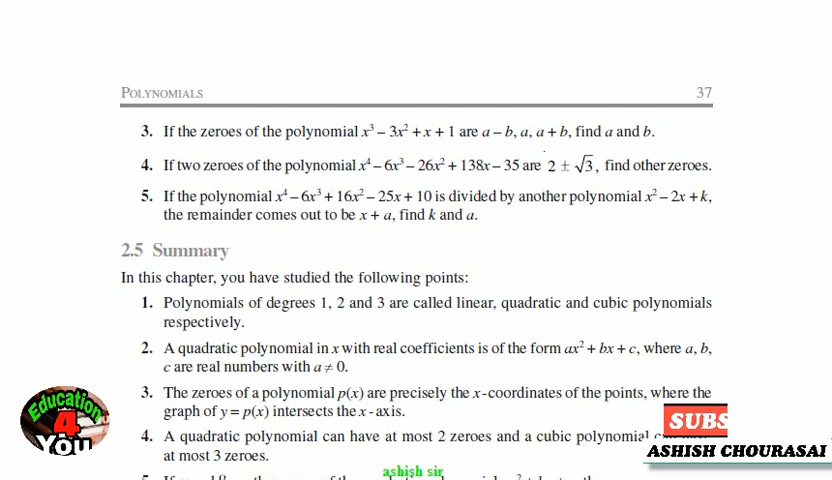 POLYNOMIALS 37
3. If the zeroes of the polynomial x³ – 3x² + x + 1 are a – b, a, a + b, find a and b.
4. If two zeroes of the polynomial x⁴ – 6x³ – 26x² + 138x – 35 are 2 ± √3, find other zeroes.
5. If the polynomial x⁴ – 6x³ + 16x² – 25x + 10 is divided by another polynomial x² – 2x + k,
the remainder comes out to be x + a, find k and a.
2.5 Summary
In this chapter, you have studied the following points:
1. Polynomials of degrees 1, 2 and 3 are called linear, quadratic and cubic polynomials
respectively.
2. A quadratic polynomial in x with real coefficients is of the form ax² + bx + c, where a, b,
c are real numbers with a ≠ 0.
3. The zeroes of a polynomial p(x) are precisely the x-coordinates of the points, where the
graph of y = p(x) intersects the x-axis.
4. A quadratic polynomial can have at most 2 zeroes and a cubic polynomial
at most 3 zeroes.
Education
4
You
SUBS
ASHISH CHOURASAI
ashish sir